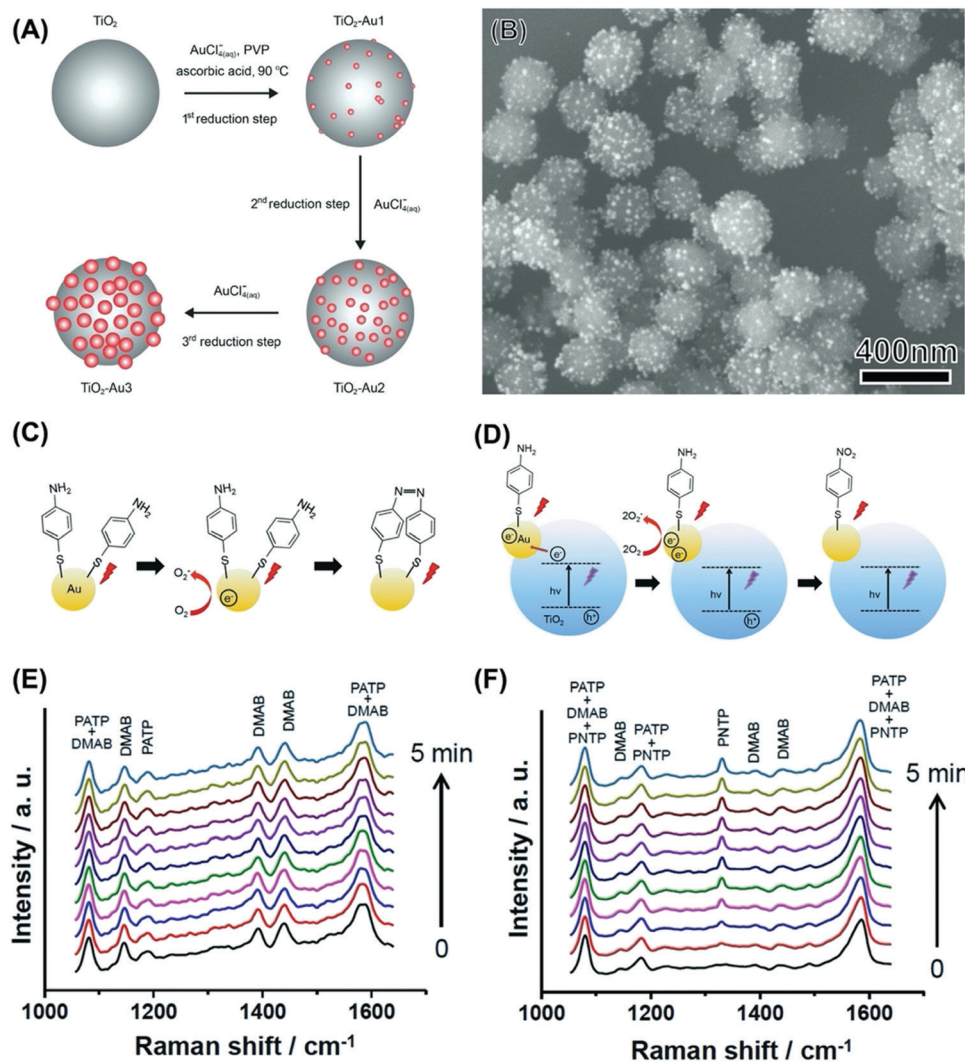 (A)
TiO₂
AuCl₄⁻(aq), PVP
ascorbic acid, 90 °C
1st reduction step
TiO₂-Au1
2nd reduction step
AuCl₄⁻(aq)
AuCl₄⁻(aq)
3rd reduction step
TiO₂-Au3
TiO₂-Au2
(B)
400nm
(C)
NH₂
NH₂
S
S
Au
O₂⁻
O₂
NH₂
NH₂
S
S
e⁻
N=N
S
S
(D)
NH₂
S
e⁻
Au
e⁻
hv
TiO₂
h⁺
NH₂
S
2O₂⁻
2O₂
e⁻
e⁻
hv
h⁺
NO₂
S
hv
(E)
PATP
+
DMAB
DMAB
PATP
DMAB
DMAB
PATP
+
DMAB
5 min
0
Intensity / a. u.
1000 1200 1400 1600
Raman shift / cm⁻¹
(F)
PATP
+
DMAB
+
PNTP
DMAB
PATP
+
PNTP
PNTP
DMAB
DMAB
PATP
+
DMAB
+
PNTP
5 min
0
Intensity / a. u.
1000 1200 1400 1600
Raman shift / cm⁻¹